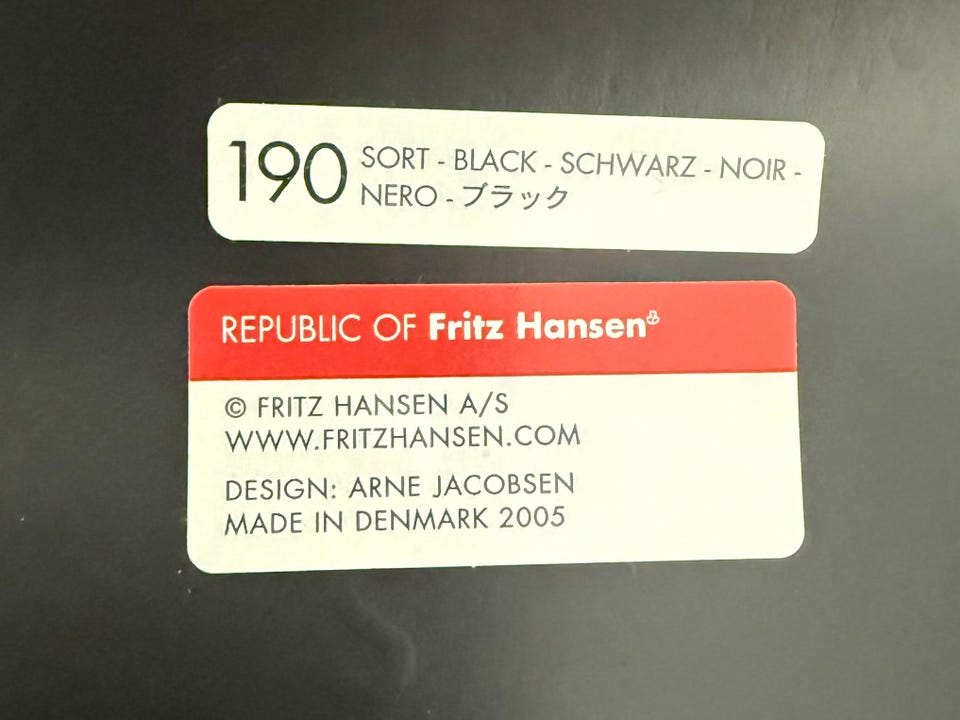 190 SORT - BLACK - SCHWARZ - NOIR -
NERO - ブラック
REPUBLIC OF Fritz Hansen
© FRITZ HANSEN A/S
WWW.FRITZHANSEN.COM
DESIGN: ARNE JACOBSEN
MADE IN DENMARK 2005